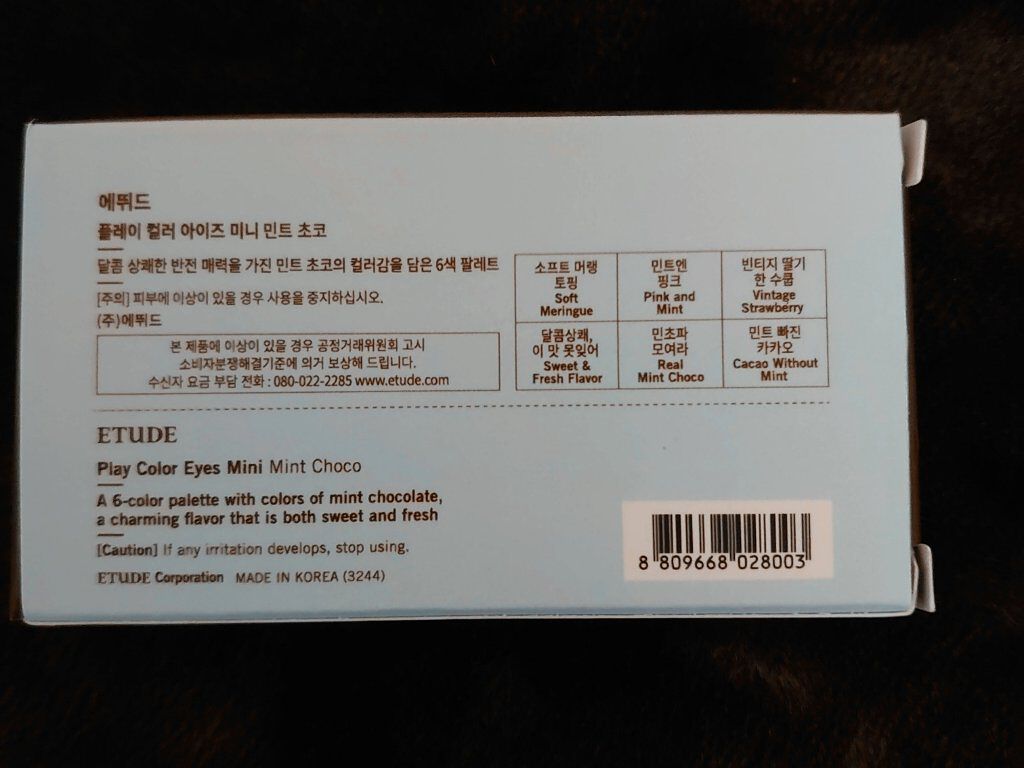 에뛰드
플레이 컬러 아이즈 미니 민트 초코
달콤 상쾌한 반전 매력을 가진 민트 초코의 컬러감을 담은 6색 팔레트
[주의] 피부에 이상이 있을 경우 사용을 중지하십시오.
(주)에뛰드
본 제품에 이상이 있을 경우 공정거래위원회 고시
소비자분쟁해결기준에 의거 보상해 드립니다.
수신자 요금 부담 전화 : 080-022-2285 www.etude.com
소프트 머랭
토핑
Soft
Meringue
민트엔
핑크
Pink and
Mint
빈티지 딸기
한 수쿱
Vintage
Strawberry
달콤상쾌,
이 맛 못잊어
Sweet &
Fresh Flavor
민초파
모여라
Real
Mint Choco
민트 빠진
카카오
Cacao Without
Mint
ETUDE
Play Color Eyes Mini Mint Choco
A 6-color palette with colors of mint chocolate,
a charming flavor that is both sweet and fresh
[Caution] If any irritation develops, stop using.
ETUDE Corporation MADE IN KOREA (3244)
8 809668 028003